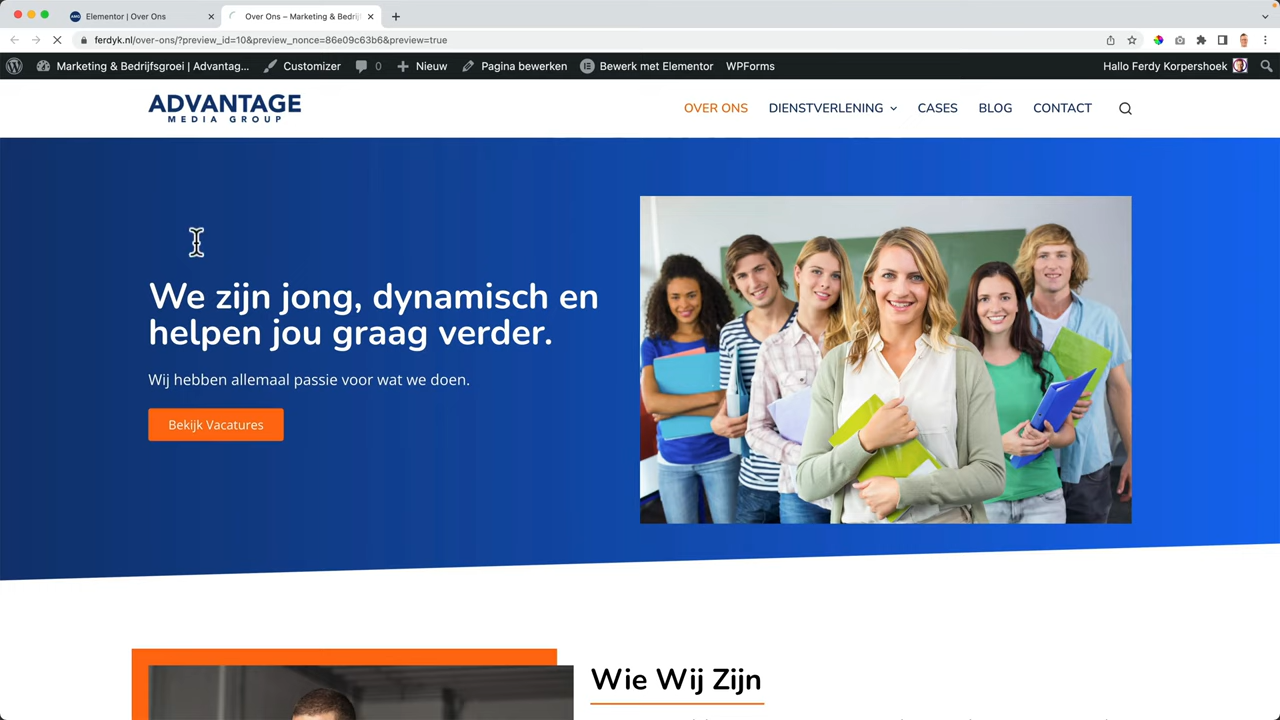 Elementor | Over Ons
Over Ons – Marketing & Bedrij
ferdyk.nl/over-ons/?preview_id=10&preview_nonce=86e09c63b6&preview=true
Marketing & Bedrijfsgroei | Advantag...
Customizer
0
Nieuw
Pagina bewerken
Bewerk met Elementor
WPForms
Hallo Ferdy Korpershoek
ADVANTAGE
MEDIA GROUP
OVER ONS
DIENSTVERLENING
CASES
BLOG
CONTACT
We zijn jong, dynamisch en
helpen jou graag verder.
Wij hebben allemaal passie voor wat we doen.
Bekijk Vacatures
Wie Wij Zijn